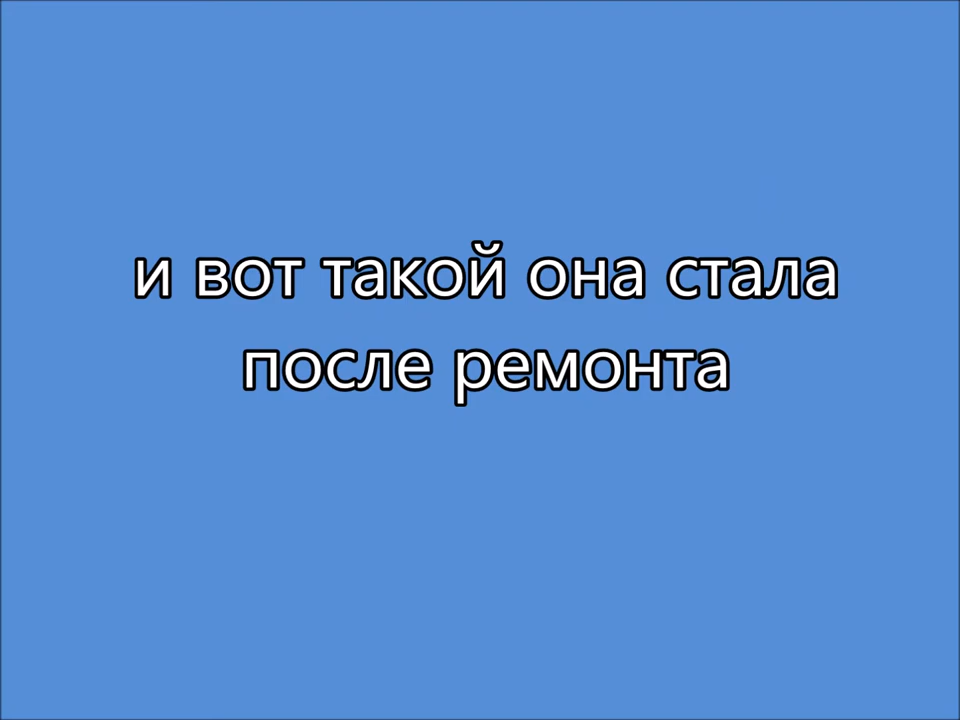 и вот такой она стала
после ремонта